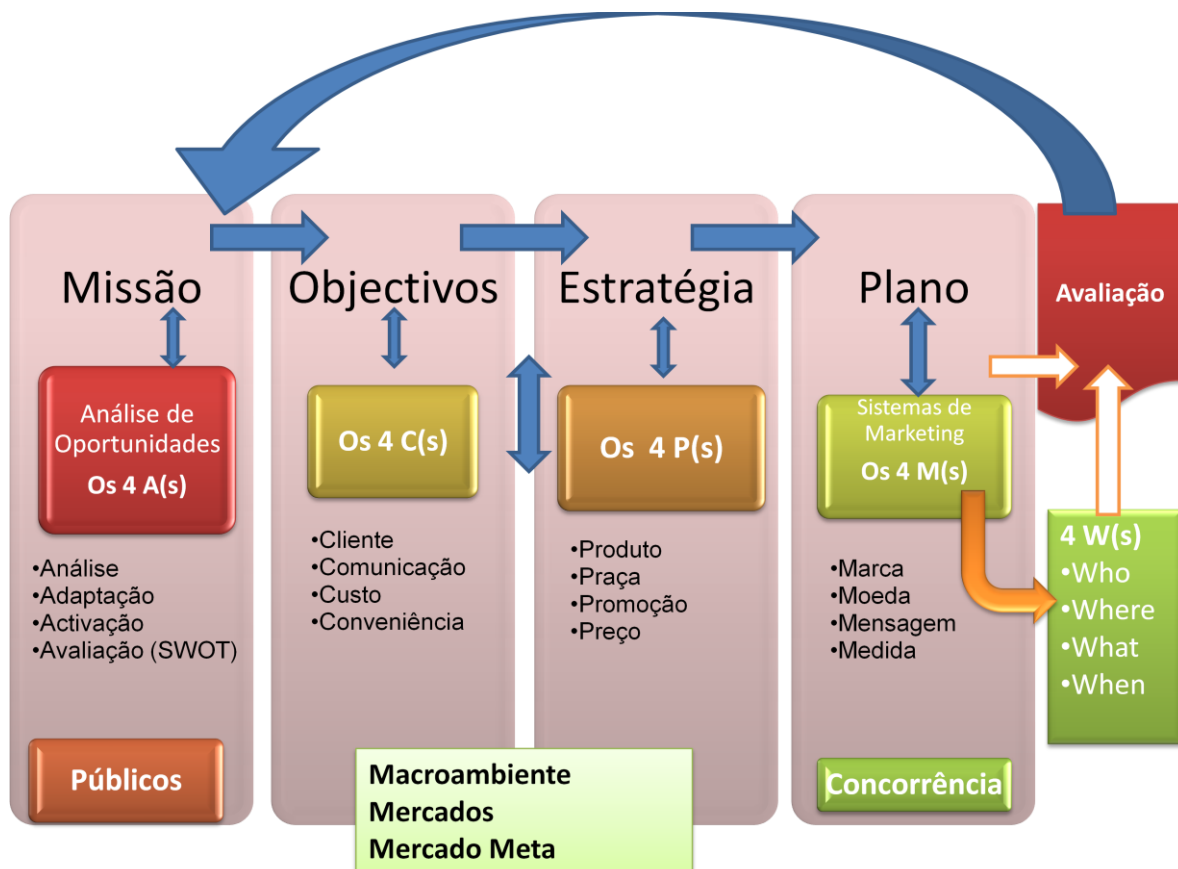 Missão
Análise de
Oportunidades
Os 4 A(s)
•Análise
•Adaptação
•Activação
•Avaliação (SWOT)
Públicos
Objectivos
Os 4 C(s)
•Cliente
•Comunicação
•Custo
•Conveniência
Estratégia
Os 4 P(s)
•Produto
•Praça
•Promoção
•Preço
Macroambiente
Mercados
Mercado Meta
Plano
Sistemas de
Marketing
Os 4 M(s)
•Marca
•Moeda
•Mensagem
•Medida
Concorrência
Avaliação
4 W(s)
•Who
•Where
•What
•When